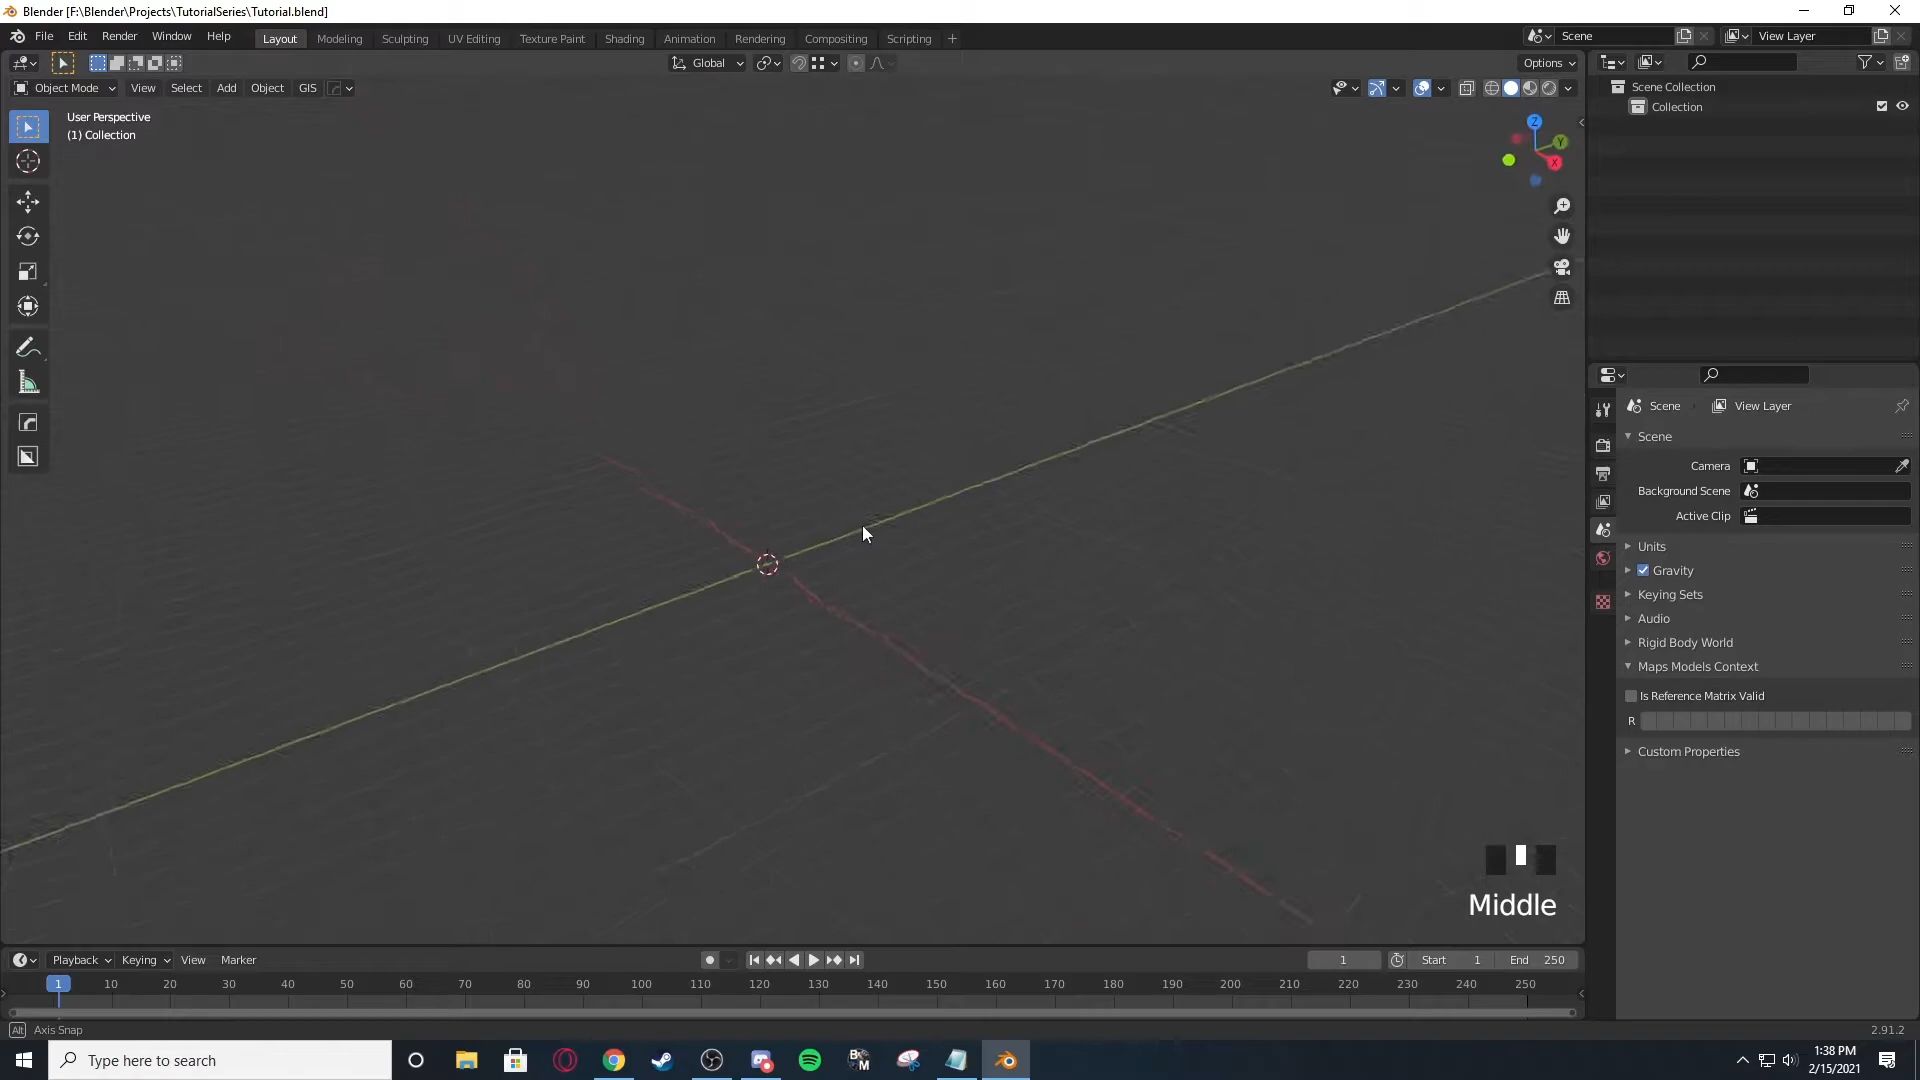 Blender [F:\Blender\Projects\TutorialSeries\Tutorial.blend]
File Edit Render Window Help Layout Modeling Sculpting UV Editing Texture Paint Shading Animation Rendering Compositing Scripting + Scene View Layer
Global Options
Object Mode View Select Add Object GIS
User Perspective
(1) Collection
Z
Y
X
Scene Collection
Collection
Scene View Layer
Scene
Camera
Background Scene
Active Clip
Units
Gravity
Keying Sets
Audio
Rigid Body World
Maps Models Context
Is Reference Matrix Valid
R
Custom Properties
Middle
Playback Keying View Marker 1 Start 1 End 250
1 10 20 30 40 50 60 70 80 90 100 110 120 130 140 150 160 170 180 190 200 210 220 230 240 250
Alt Axis Snap 2.91.2
Type here to search
1:38 PM
2/15/2021